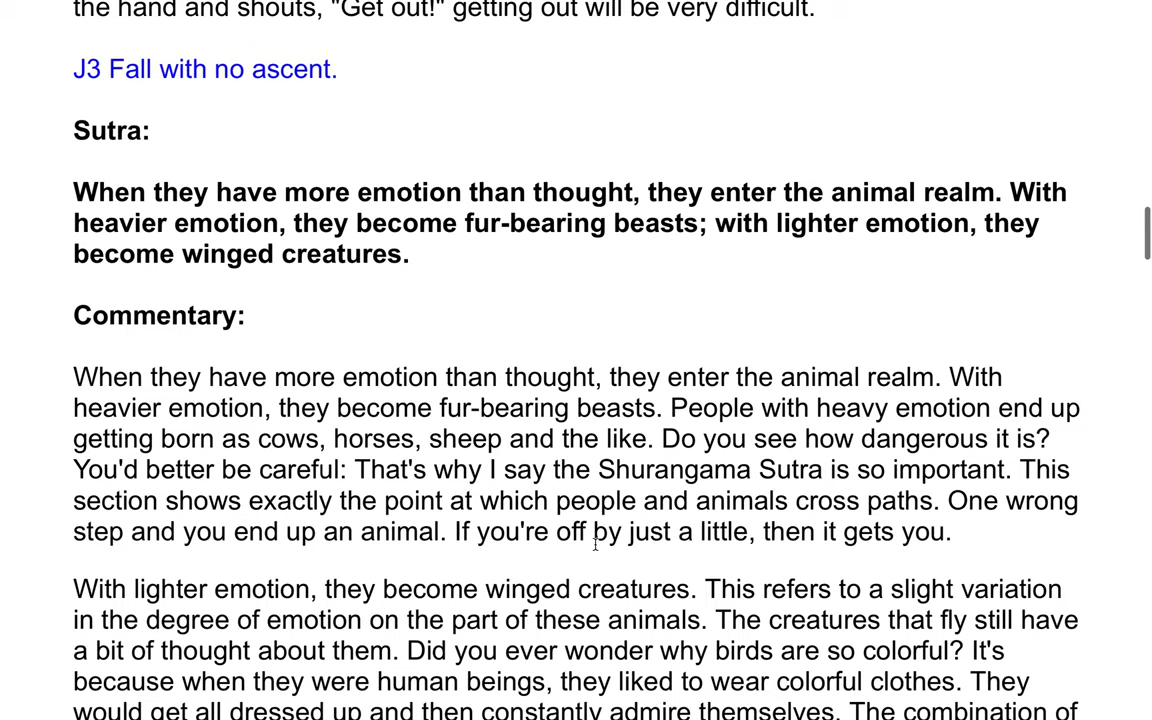 the hand and shouts, "Get out!" getting out will be very difficult.
J3 Fall with no ascent.
Sutra:
When they have more emotion than thought, they enter the animal realm. With
heavier emotion, they become fur-bearing beasts; with lighter emotion, they
become winged creatures.
Commentary:
When they have more emotion than thought, they enter the animal realm. With
heavier emotion, they become fur-bearing beasts. People with heavy emotion end up
getting born as cows, horses, sheep and the like. Do you see how dangerous it is?
You'd better be careful: That's why I say the Shurangama Sutra is so important. This
section shows exactly the point at which people and animals cross paths. One wrong
step and you end up an animal. If you're off by just a little, then it gets you.
With lighter emotion, they become winged creatures. This refers to a slight variation
in the degree of emotion on the part of these animals. The creatures that fly still have
a bit of thought about them. Did you ever wonder why birds are so colorful? It's
because when they were human beings, they liked to wear colorful clothes. They
would get all dressed up and then constantly admire themselves. The combination of